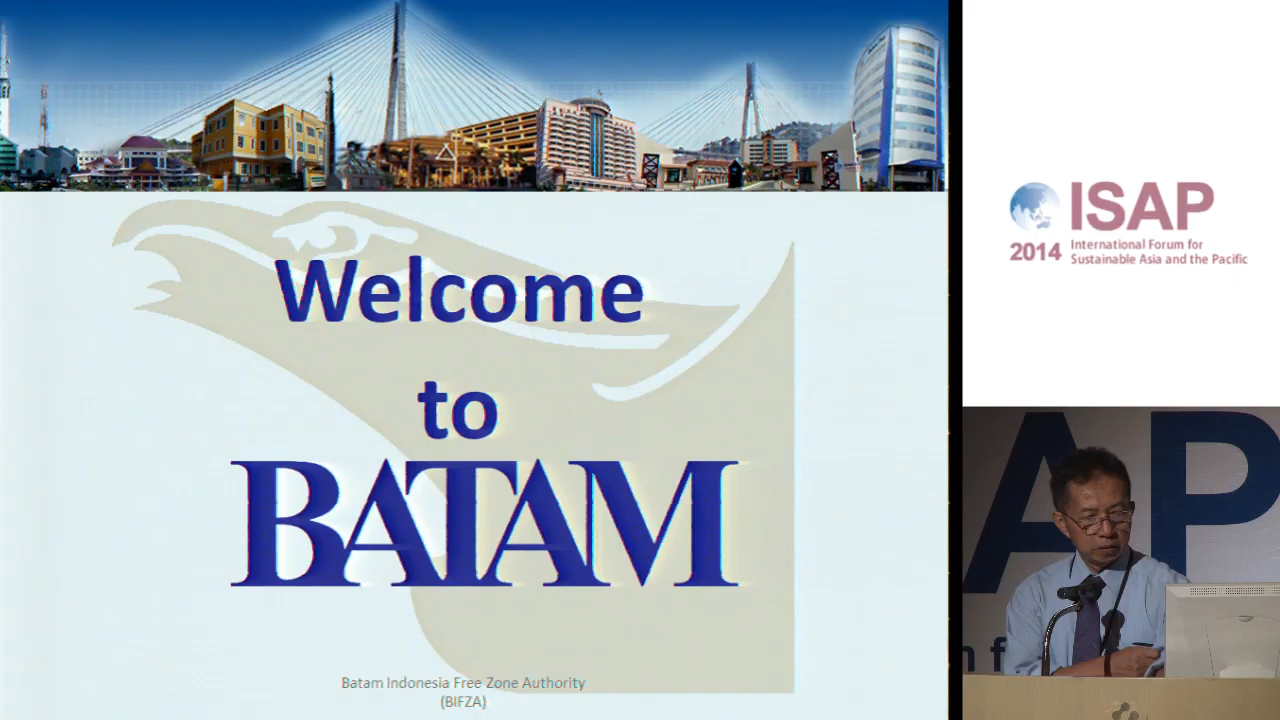 Welcome
to
BATAM
Batam Indonesia Free Zone Authority
(BIFZA)
ISAP
2014
International Forum for
Sustainable Asia and the Pacific
AP
n f